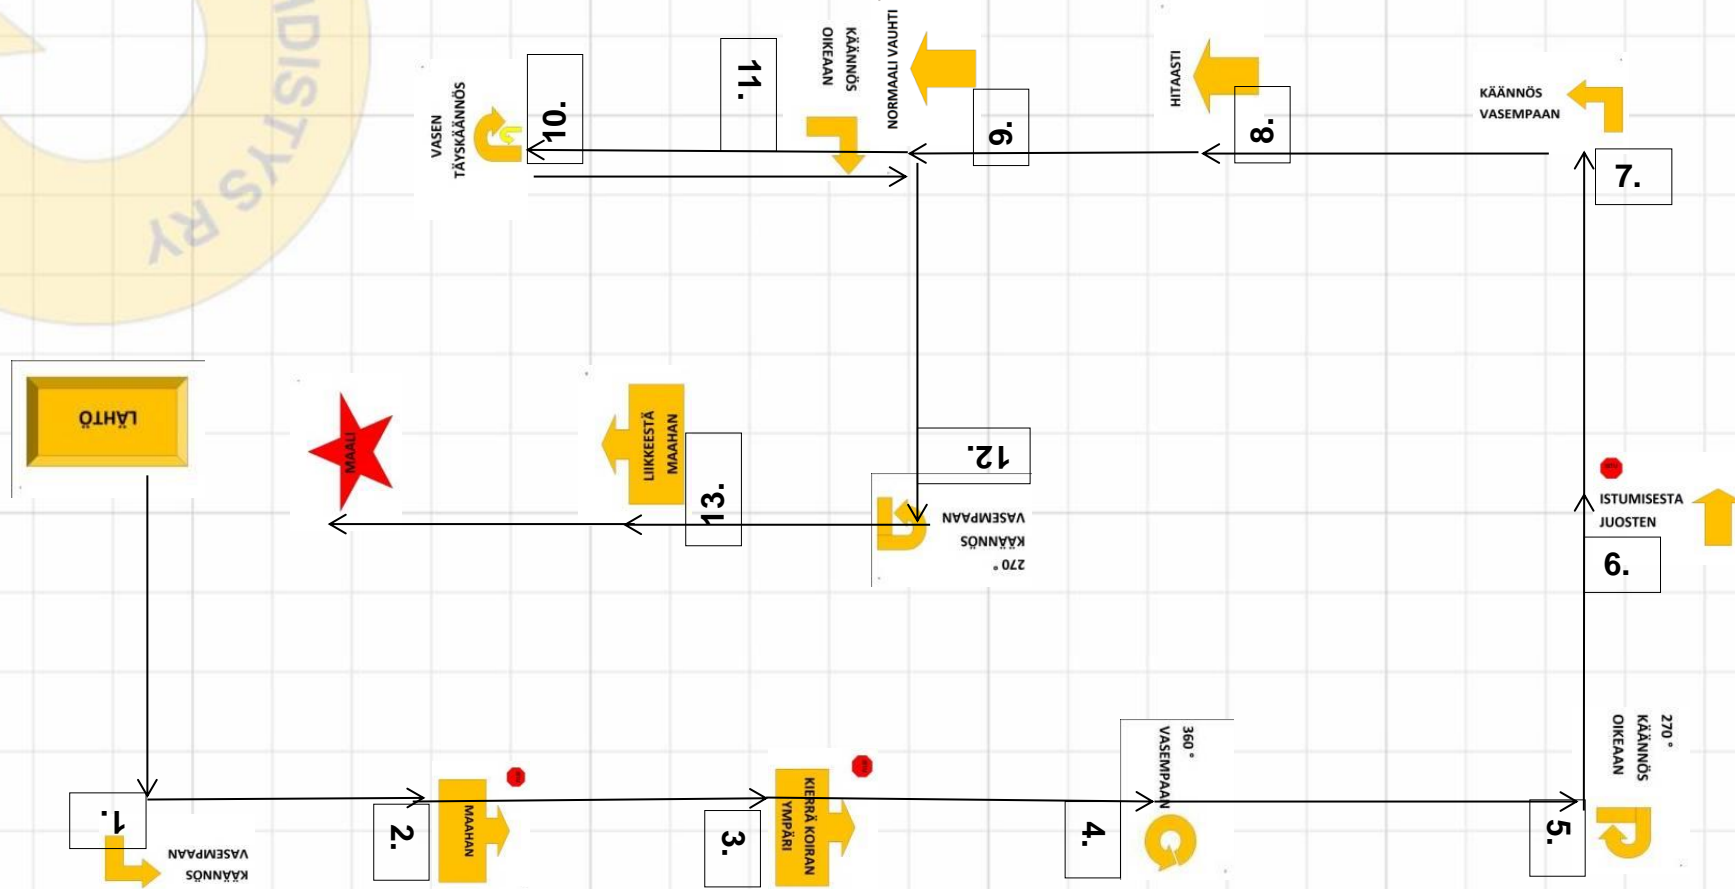 DISTYS RY
LÄHTÖ
1.
KÄÄNNÖS
VASEMPAAN
2.
MAAHAN
3.
KIERRÄ KOIRAN
YMPÄRI
4.
360 °
VASEMPAAN
5.
270 °
KÄÄNNÖS
OIKEAAN
6.
ISTUMISESTA
JUOSTEN
7.
KÄÄNNÖS
VASEMPAAN
8.
HITAASTI
9.
NORMAALI VAUHTI
10.
VASEN
TÄYSKÄÄNNÖS
11.
KÄÄNNÖS
OIKEAAN
12.
270 °
KÄÄNNÖS
VASEMPAAN
13.
LIIKKEESTÄ
MAAHAN
MAALI